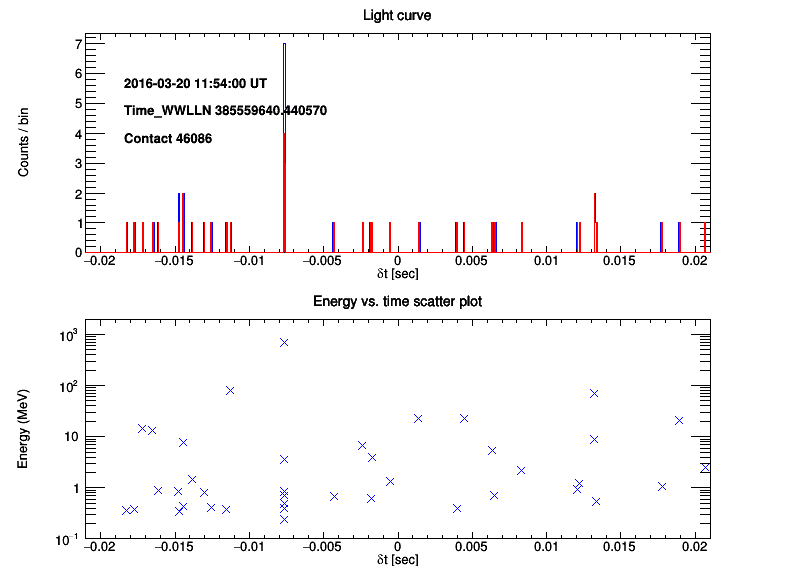 Light curve
7
6
5
4
3
2
1
0
Counts / bin
2016-03-20 11:54:00 UT
Time_WWLLN 385559640.440570
Contact 46086
−0.02 −0.015 −0.01 −0.005 0 0.005 0.01 0.015 0.02
δt [sec]
Energy vs. time scatter plot
10³
10²
10
1
10⁻¹
Energy (MeV)
−0.02 −0.015 −0.01 −0.005 0 0.005 0.01 0.015 0.02
δt [sec]